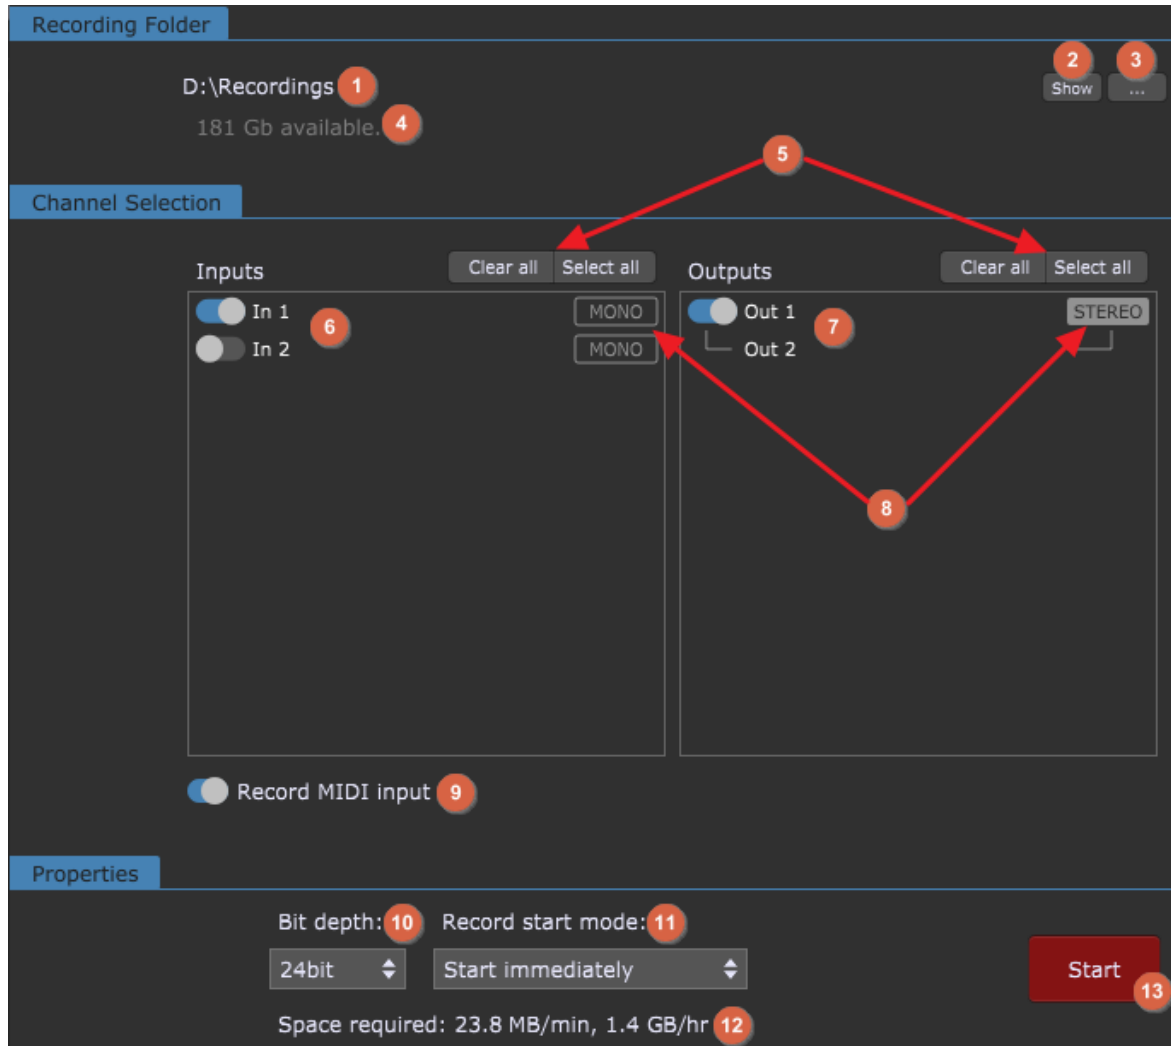 Recording Folder
D:\Recordings 1
2 3
Show ...
181 Gb available. 4
5
Channel Selection
Inputs Clear all Select all Outputs Clear all Select all
In 1 MONO Out 1 STEREO
6 7
In 2 MONO Out 2
8
Record MIDI input 9
Properties
Bit depth: 10 Record start mode: 11
24bit Start immediately Start
13
Space required: 23.8 MB/min, 1.4 GB/hr 12